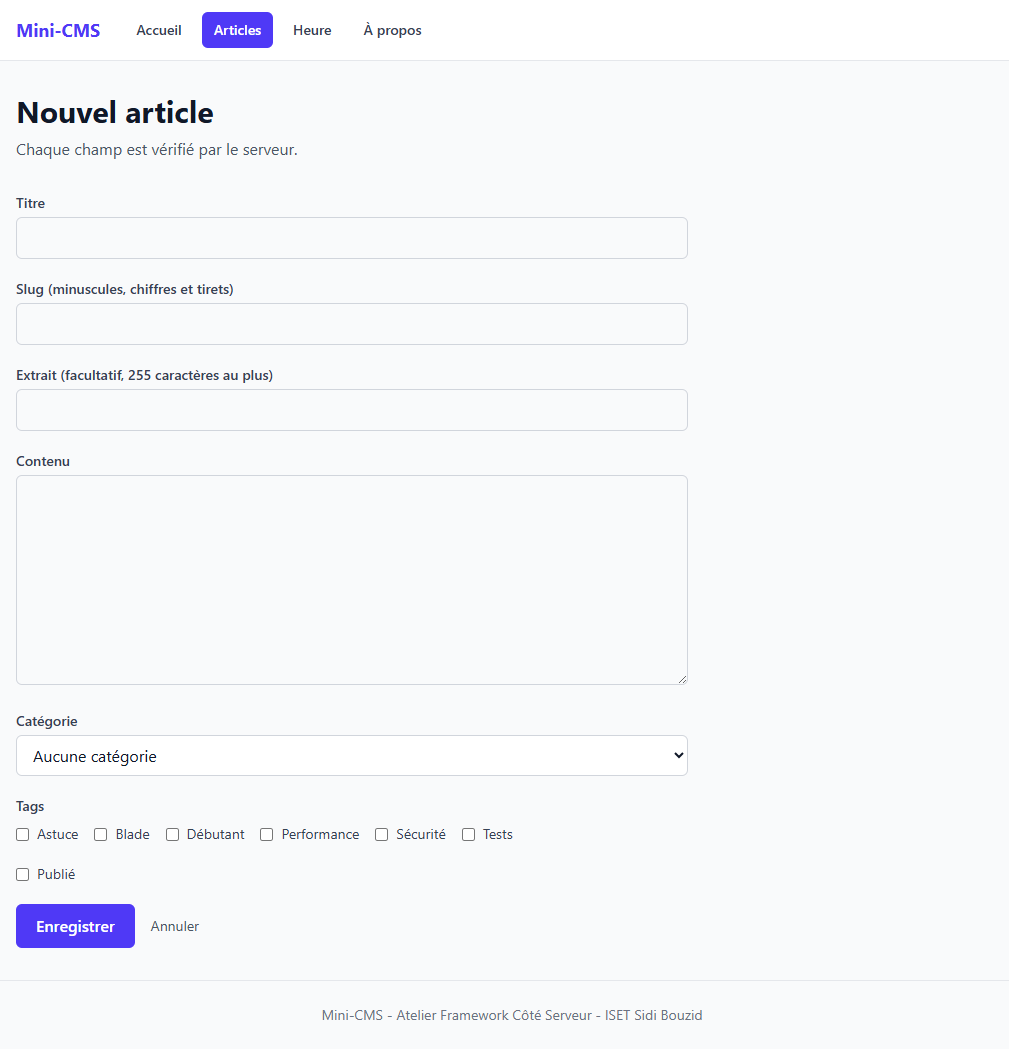 Mini-CMS Accueil Articles Heure À propos
Nouvel article
Chaque champ est vérifié par le serveur.
Titre
Slug (minuscules, chiffres et tirets)
Extrait (facultatif, 255 caractères au plus)
Contenu
Catégorie
Aucune catégorie
Tags
Astuce Blade Débutant Performance Sécurité Tests
Publié
Enregistrer Annuler
Mini-CMS - Atelier Framework Côté Serveur - ISET Sidi Bouzid